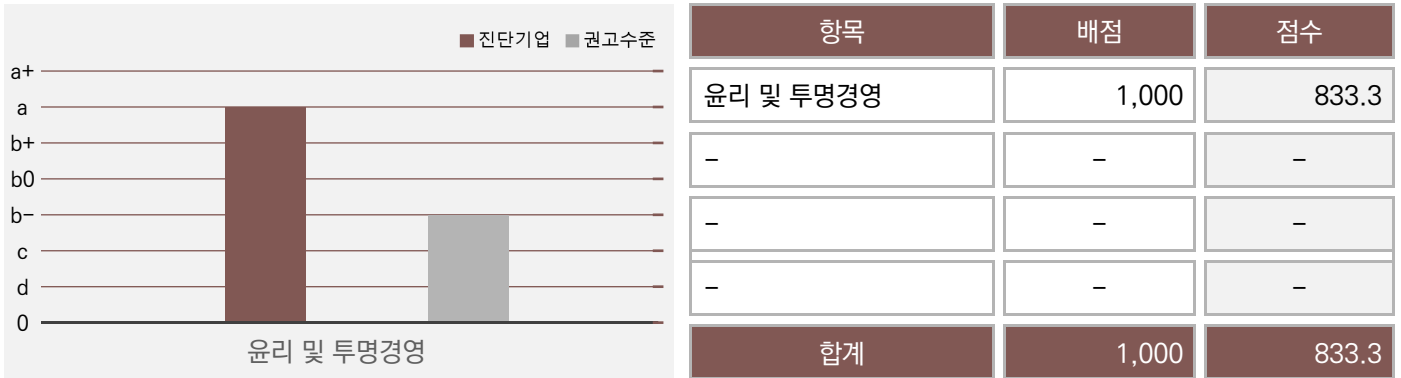 진단기업 권고수준
a+
a
b+
b0
b−
c
d
0
윤리 및 투명경영
항목 배점 점수
윤리 및 투명경영 1,000 833.3
− − −
− − −
− − −
합계 1,000 833.3